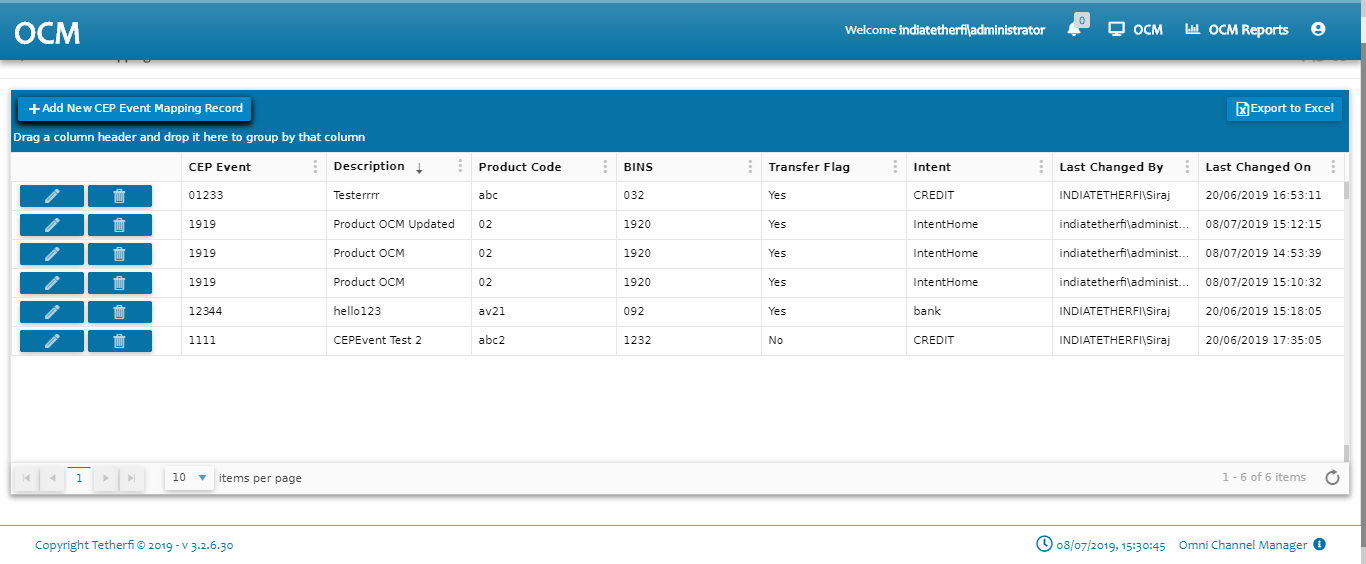 OCM
Welcome indiatetherfi\administrator
0
OCM
OCM Reports
Add New CEP Event Mapping Record
Export to Excel
Drag a column header and drop it here to group by that column
CEP Event Description Product Code BINS Transfer Flag Intent Last Changed By Last Changed On
01233 Testerrrr abc 032 Yes CREDIT INDIATETHERFI\Siraj 20/06/2019 16:53:11
1919 Product OCM Updated 02 1920 Yes IntentHome indiatetherfi\administ... 08/07/2019 15:12:15
1919 Product OCM 02 1920 Yes IntentHome indiatetherfi\administ... 08/07/2019 14:53:39
1919 Product OCM 02 1920 Yes IntentHome indiatetherfi\administ... 08/07/2019 15:10:32
12344 hello123 av21 092 Yes bank INDIATETHERFI\Siraj 20/06/2019 15:18:05
1111 CEPEvent Test 2 abc2 1232 No CREDIT INDIATETHERFI\Siraj 20/06/2019 17:35:05
1 10 items per page 1 - 6 of 6 items
Copyright Tetherfi © 2019 - v 3.2.6.30 08/07/2019, 15:30:45 Omni Channel Manager